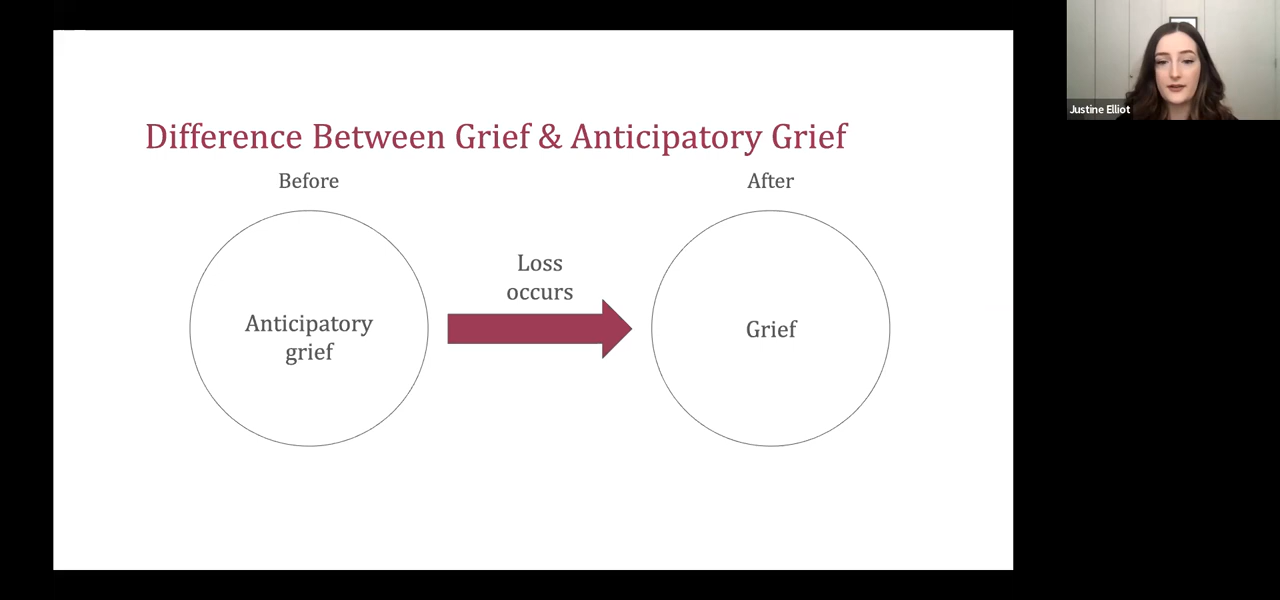 Difference Between Grief & Anticipatory Grief
Before
After
Loss
occurs
Anticipatory
grief
Grief
Justine Elliot